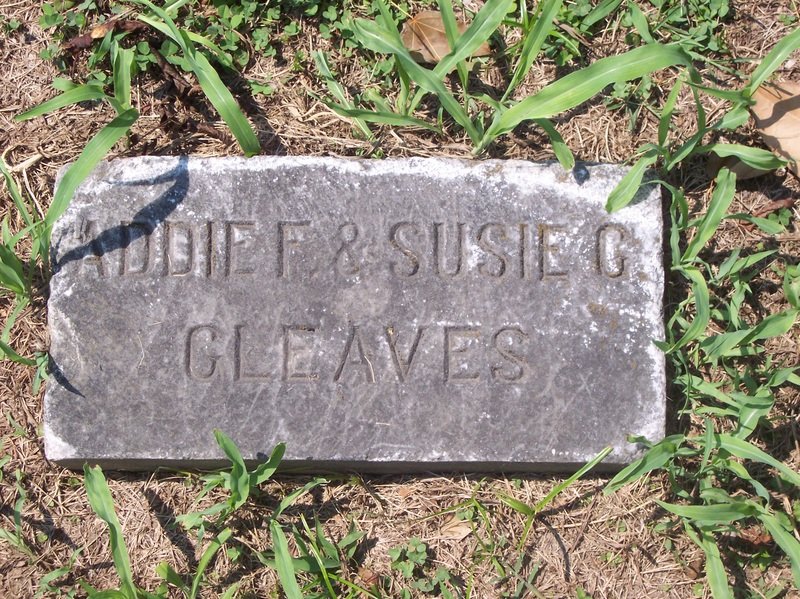 ADDIE F. & SUSIE G.
CLEAVES